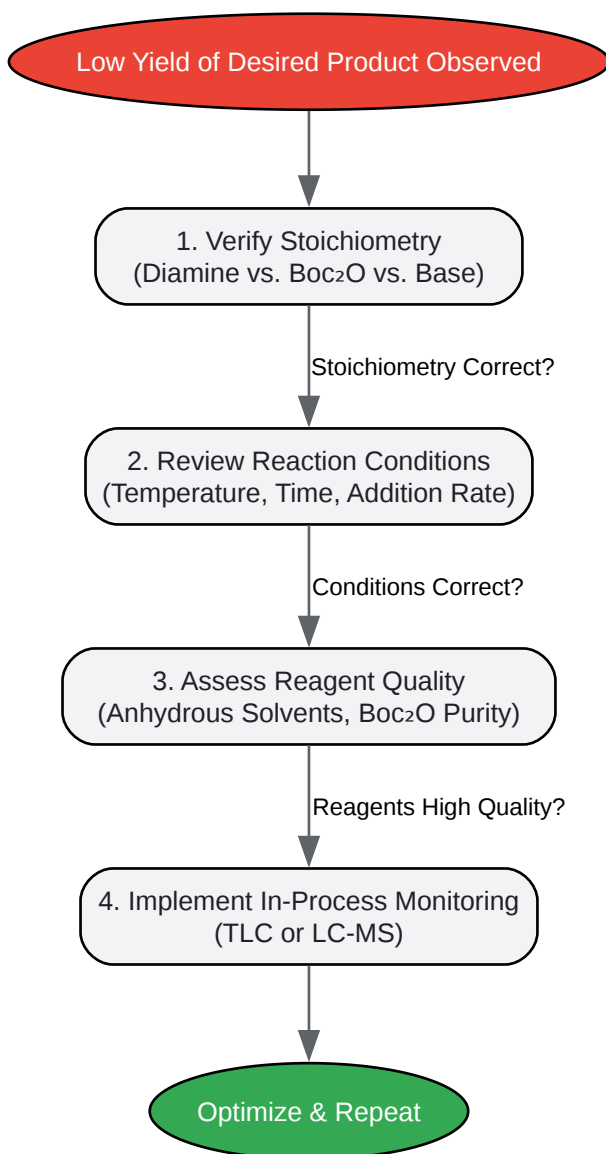 Low Yield of Desired Product Observed
1. Verify Stoichiometry
(Diamine vs. Boc₂O vs. Base)
Stoichiometry Correct?
2. Review Reaction Conditions
(Temperature, Time, Addition Rate)
Conditions Correct?
3. Assess Reagent Quality
(Anhydrous Solvents, Boc₂O Purity)
Reagents High Quality?
4. Implement In-Process Monitoring
(TLC or LC-MS)
Optimize & Repeat